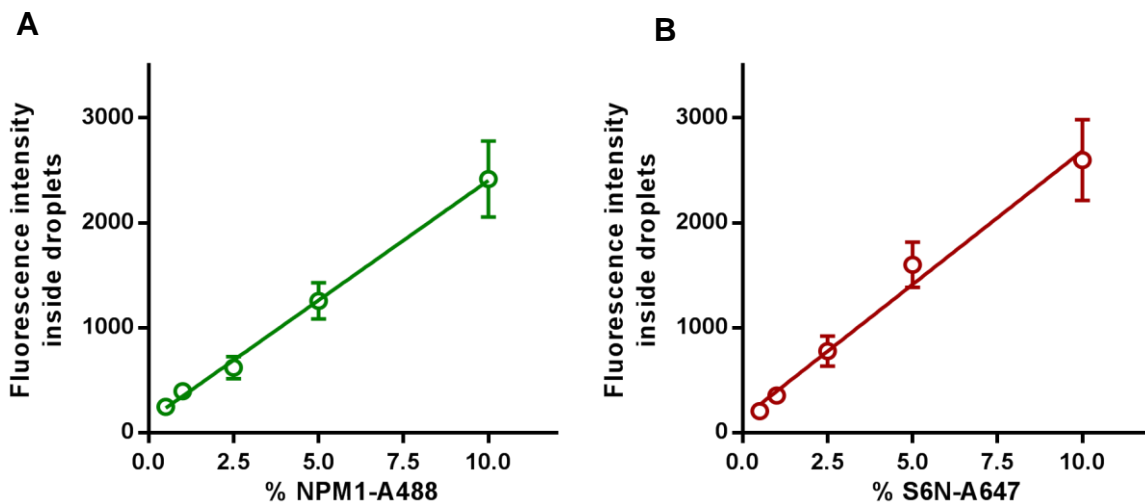 A
Fluorescence intensity
inside droplets
3000
2000
1000
0
0.0 2.5 5.0 7.5 10.0
% NPM1-A488
B
Fluorescence intensity
inside droplets
3000
2000
1000
0
0.0 2.5 5.0 7.5 10.0
% S6N-A647